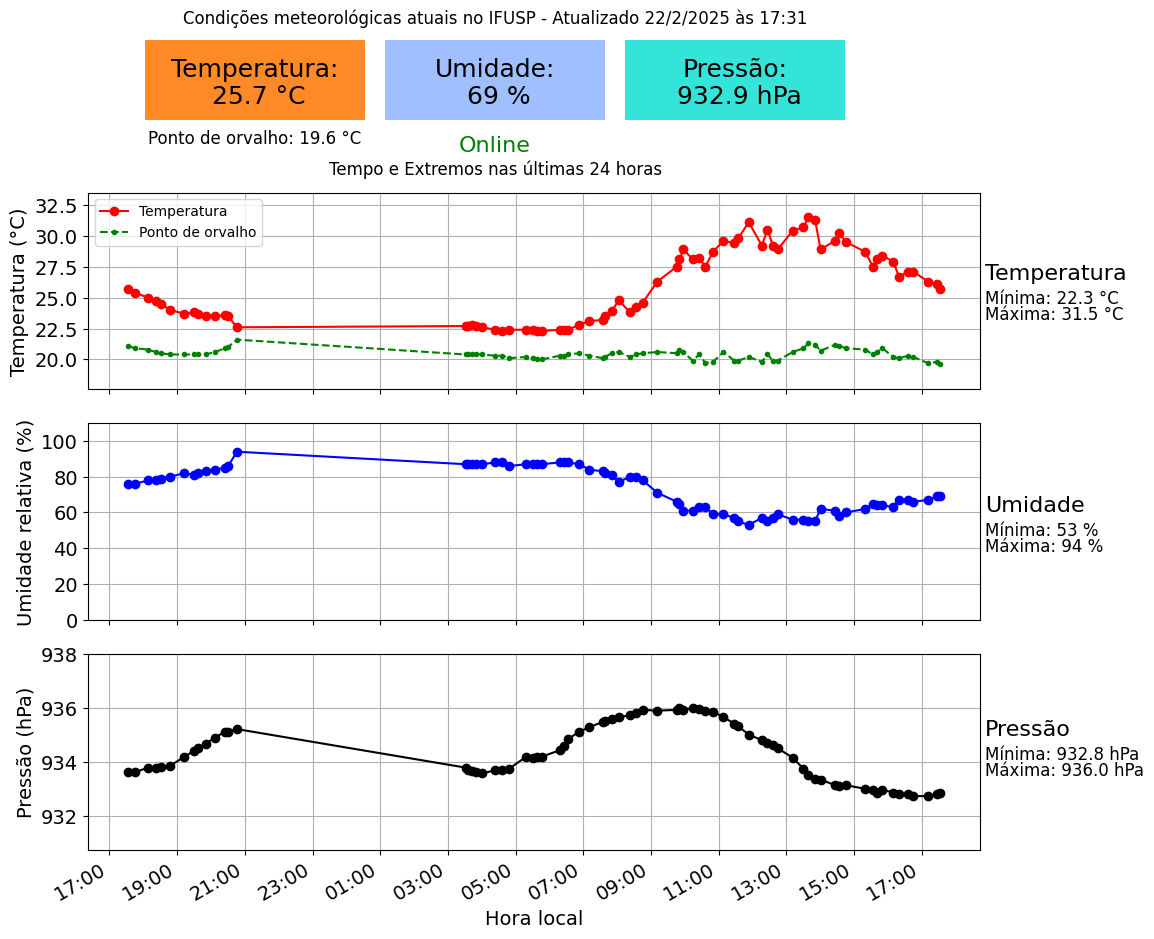 Condições meteorológicas atuais no IFUSP - Atualizado 22/2/2025 às 17:31
Temperatura:
25.7 °C
Umidade:
69 %
Pressão:
932.9 hPa
Ponto de orvalho: 19.6 °C
Online
Tempo e Extremos nas últimas 24 horas
Temperatura (°C)
32.5
30.0
27.5
25.0
22.5
20.0
Temperatura
Ponto de orvalho
Temperatura
Mínima: 22.3 °C
Máxima: 31.5 °C
Umidade relativa (%)
100
80
60
40
20
0
Umidade
Mínima: 53 %
Máxima: 94 %
Pressão (hPa)
938
936
934
932
Pressão
Mínima: 932.8 hPa
Máxima: 936.0 hPa
17:00
19:00
21:00
23:00
01:00
03:00
05:00
07:00
09:00
11:00
13:00
15:00
17:00
Hora local